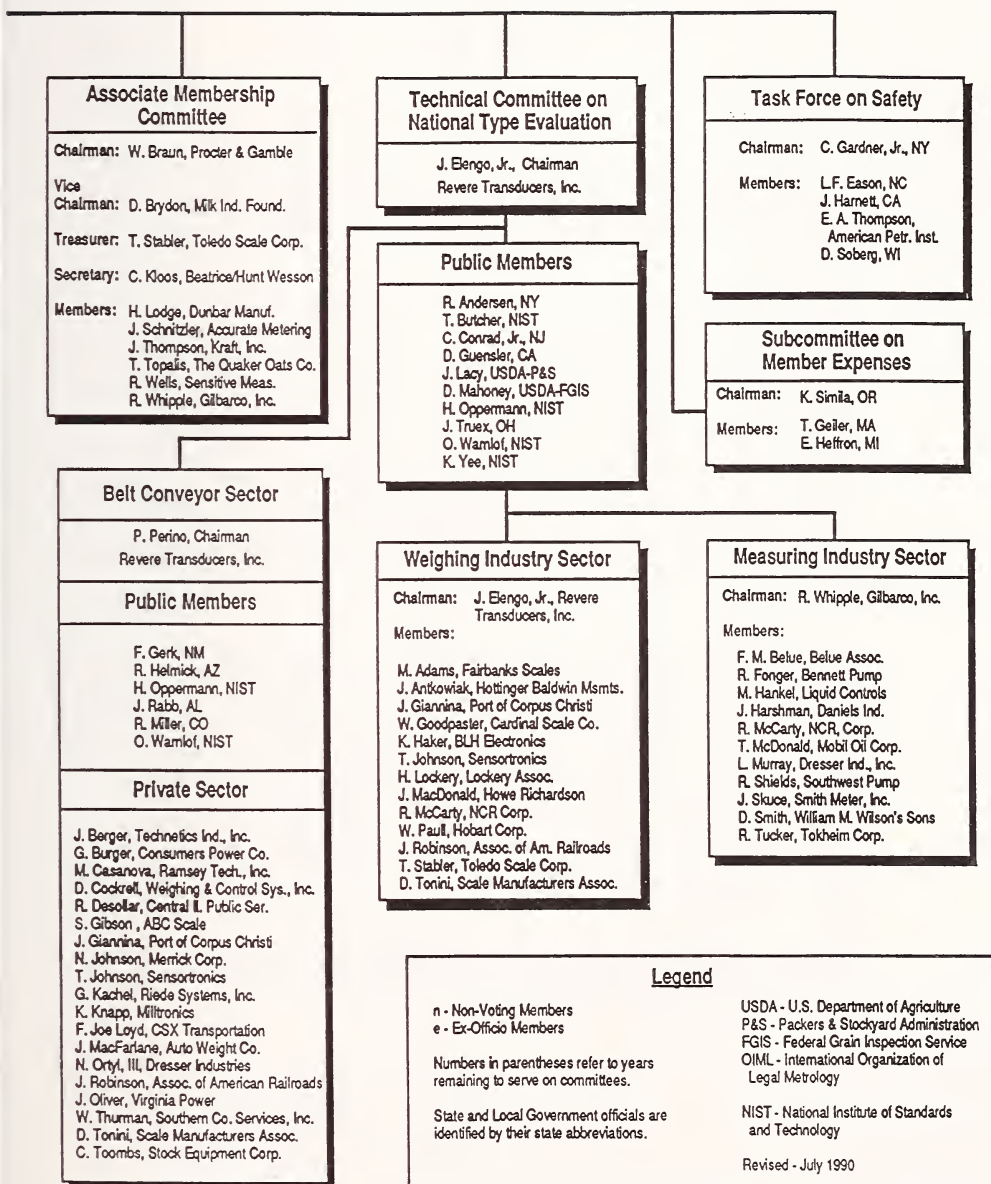 Associate Membership
Committee
Chairman: W. Braun, Procter & Gamble
Vice
Chairman: D. Brydon, Milk Ind. Found.
Treasurer: T. Stabler, Toledo Scale Corp.
Secretary: C. Kloos, Beatrice/Hunt Wesson
Members: H. Lodge, Dunbar Manuf.
J. Schnitzler, Accurate Metering
J. Thompson, Kraft, Inc.
T. Topalis, The Quaker Oats Co.
R. Wells, Sensitive Meas.
R. Whipple, Gilbarco, Inc.
Technical Committee on
National Type Evaluation
J. Elengo, Jr., Chairman
Revere Transducers, Inc.
Task Force on Safety
Chairman: C. Gardner, Jr., NY
Members: L.F. Eason, NC
J. Harnett, CA
E. A. Thompson,
American Petr. Inst.
D. Soberg, WI
Public Members
R. Andersen, NY
T. Butcher, NIST
C. Conrad, Jr., NJ
D. Guensler, CA
J. Lacy, USDA-P&S
D. Mahoney, USDA-FGIS
H. Oppermann, NIST
J. Truex, OH
O. Warnlof, NIST
K. Yee, NIST
Subcommittee on
Member Expenses
Chairman: K. Simila, OR
Members: T. Geiler, MA
E. Heffron, MI
Belt Conveyor Sector
P. Perino, Chairman
Revere Transducers, Inc.
Public Members
F. Gerk, NM
R. Helmick, AZ
H. Oppermann, NIST
J. Rabb, AL
R. Miller, CO
O. Warnlof, NIST
Private Sector
J. Berger, Technetics Ind., Inc.
G. Burger, Consumers Power Co.
M. Casanova, Ramsey Tech., Inc.
D. Cockrell, Weighing & Control Sys., Inc.
R. Desollar, Central Il. Public Ser.
S. Gibson , ABC Scale
J. Giannina, Port of Corpus Christi
N. Johnson, Merrick Corp.
T. Johnson, Sensortronics
G. Kachel, Riede Systems, Inc.
K. Knapp, Milltronics
F. Joe Loyd, CSX Transportation
J. MacFarlane, Auto Weight Co.
N. Ortyl, III, Dresser Industries
J. Robinson, Assoc. of American Railroads
J. Oliver, Virginia Power
W. Thurman, Southern Co. Services, Inc.
D. Tonini, Scale Manufacturers Assoc.
C. Toombs, Stock Equipment Corp.
Weighing Industry Sector
Chairman: J. Elengo, Jr., Revere
Transducers, Inc.
Members:
M. Adams, Fairbanks Scales
J. Antkowiak, Hottinger Baldwin Msmts.
J. Giannina, Port of Corpus Christi
W. Goodpaster, Cardinal Scale Co.
K. Haker, BLH Electronics
T. Johnson, Sensortronics
H. Lockery, Lockery Assoc.
J. MacDonald, Howe Richardson
R. McCarty, NCR Corp.
W. Paull, Hobart Corp.
J. Robinson, Assoc. of Am. Railroads
T. Stabler, Toledo Scale Corp.
D. Tonini, Scale Manufacturers Assoc.
Measuring Industry Sector
Chairman: R. Whipple, Gilbarco, Inc.
Members:
F. M. Belue, Belue Assoc.
R. Fonger, Bennett Pump
M. Hankel, Liquid Controls
J. Harshman, Daniels Ind.
R. McCarty, NCR, Corp.
T. McDonald, Mobil Oil Corp.
L. Murray, Dresser Ind., Inc.
R. Shields, Southwest Pump
J. Skuce, Smith Meter, Inc.
D. Smith, William M. Wilson's Sons
R. Tucker, Tokheim Corp.
Legend
n - Non-Voting Members
e - Ex-Officio Members
Numbers in parentheses refer to years
remaining to serve on committees.
State and Local Government officials are
identified by their state abbreviations.
USDA - U.S. Department of Agriculture
P&S - Packers & Stockyard Administration
FGIS - Federal Grain Inspection Service
OIML - International Organization of
Legal Metrology
NIST - National Institute of Standards
and Technology
Revised - July 1990